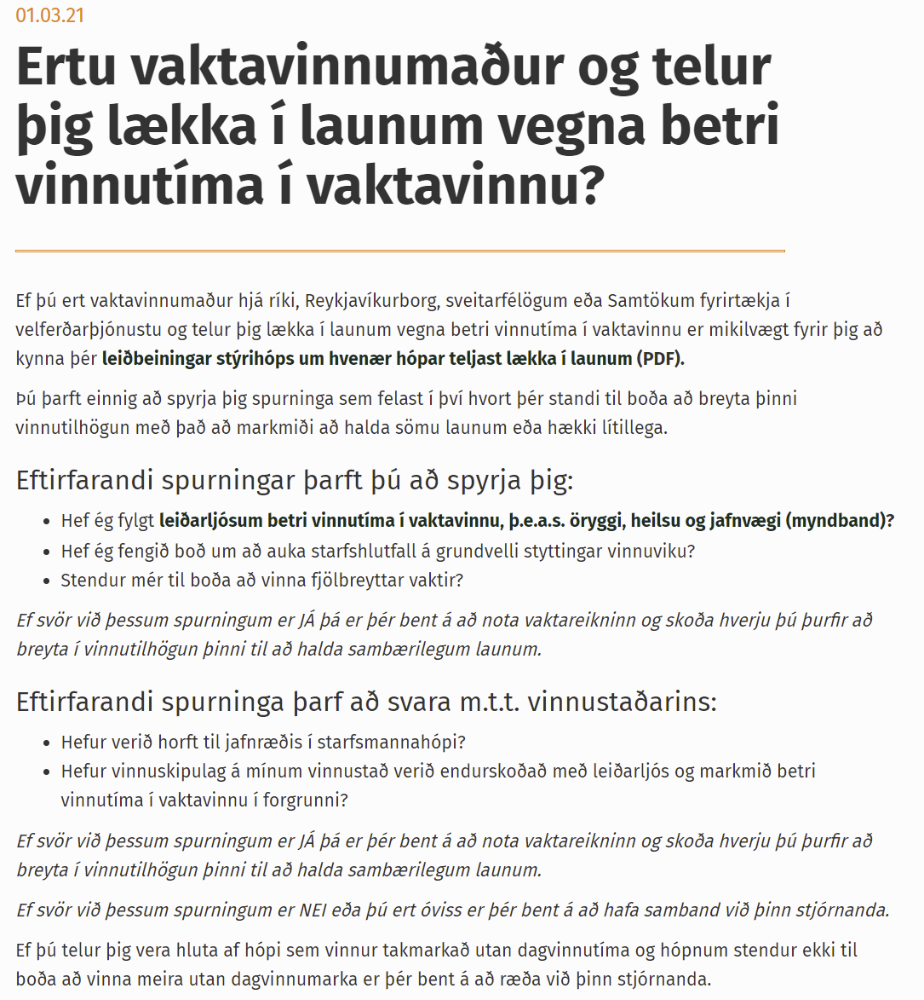 01.03.21
Ertu vaktavinnumaður og telur
þig lækka í launum vegna betri
vinnutíma í vaktavinnu?
Ef þú ert vaktavinnumaður hjá ríki, Reykjavíkurborg, sveitarfélögum eða Samtökum fyrirtækja í
velferðarþjónustu og telur þig lækka í launum vegna betri vinnutíma í vaktavinnu er mikilvægt fyrir þig að
kynna þér leiðbeiningar stýrihóps um hvenær hópar teljast lækka í launum (PDF).
Þú þarft einnig að spyrja þig spurninga sem felast í því hvort þér standi til boða að breyta þinni
vinnutilhögun með það að markmiði að halda sömu launum eða hækki lítillega.
Eftirfarandi spurningar þarft þú að spyrja þig:
• Hef ég fylgt leiðarljósum betri vinnutíma í vaktavinnu, þ.e.a.s. öryggi, heilsu og jafnvægi (myndband)?
• Hef ég fengið boð um að auka starfshlutfall á grundvelli styttingar vinnuviku?
• Stendur mér til boða að vinna fjölbreyttar vaktir?
Ef svör við þessum spurningum er JÁ þá er þér bent á að nota vaktareikninn og skoða hverju þú þurfir að
breyta í vinnutilhögun þinni til að halda sambærilegum launum.
Eftirfarandi spurninga þarf að svara m.t.t. vinnustaðarins:
• Hefur verið horft til jafnræðis í starfsmannahópi?
• Hefur vinnuskipulag á mínum vinnustað verið endurskoðað með leiðarljós og markmið betri
vinnutíma í vaktavinnu í forgrunni?
Ef svör við þessum spurningum er JÁ þá er þér bent á að nota vaktareikninn og skoða hverju þú þurfir að
breyta í vinnutilhögun þinni til að halda sambærilegum launum.
Ef svör við þessum spurningum er NEI eða þú ert óviss er þér bent á að hafa samband við þinn stjórnanda.
Ef þú telur þig vera hluta af hópi sem vinnur takmarkað utan dagvinnutíma og hópnum stendur ekki til
boða að vinna meira utan dagvinnumarka er þér bent á að ræða við þinn stjórnanda.